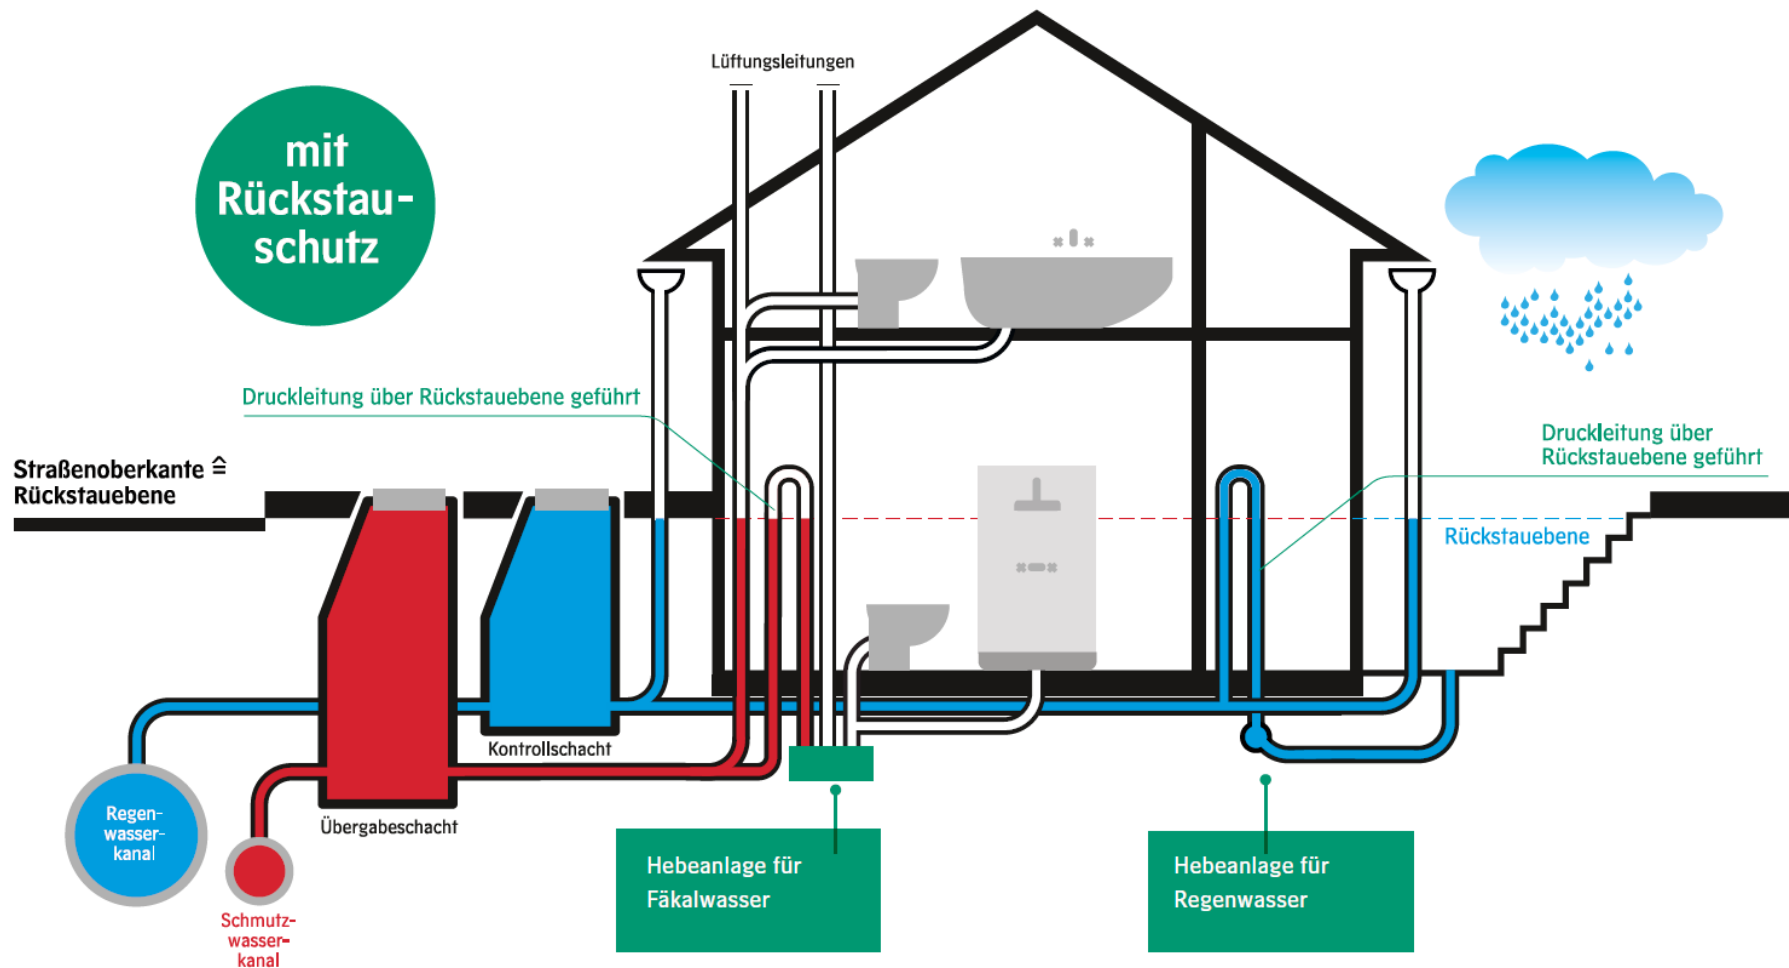 Lüftungsleitungen
mit
Rückstau-
schutz
Druckleitung über Rückstauebene geführt
Druckleitung über
Rückstauebene geführt
Straßenoberkante ≙
Rückstauebene
Rückstauebene
Kontrollschacht
Übergabeschacht
Regen-
wasser-
kanal
Schmutz-
wasser-
kanal
Hebeanlage für
Fäkalwasser
Hebeanlage für
Regenwasser